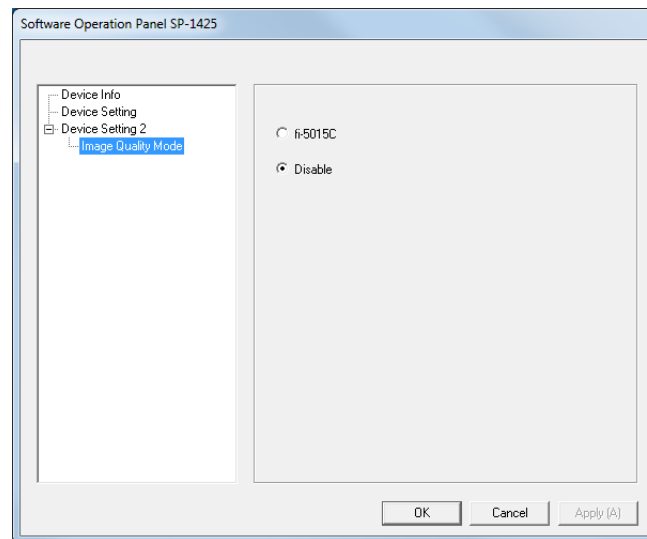 Software Operation Panel SP-1425
Device Info
Device Setting
Device Setting 2
Image Quality Mode
fi-5015C
Disable
OK
Cancel
Apply (A)